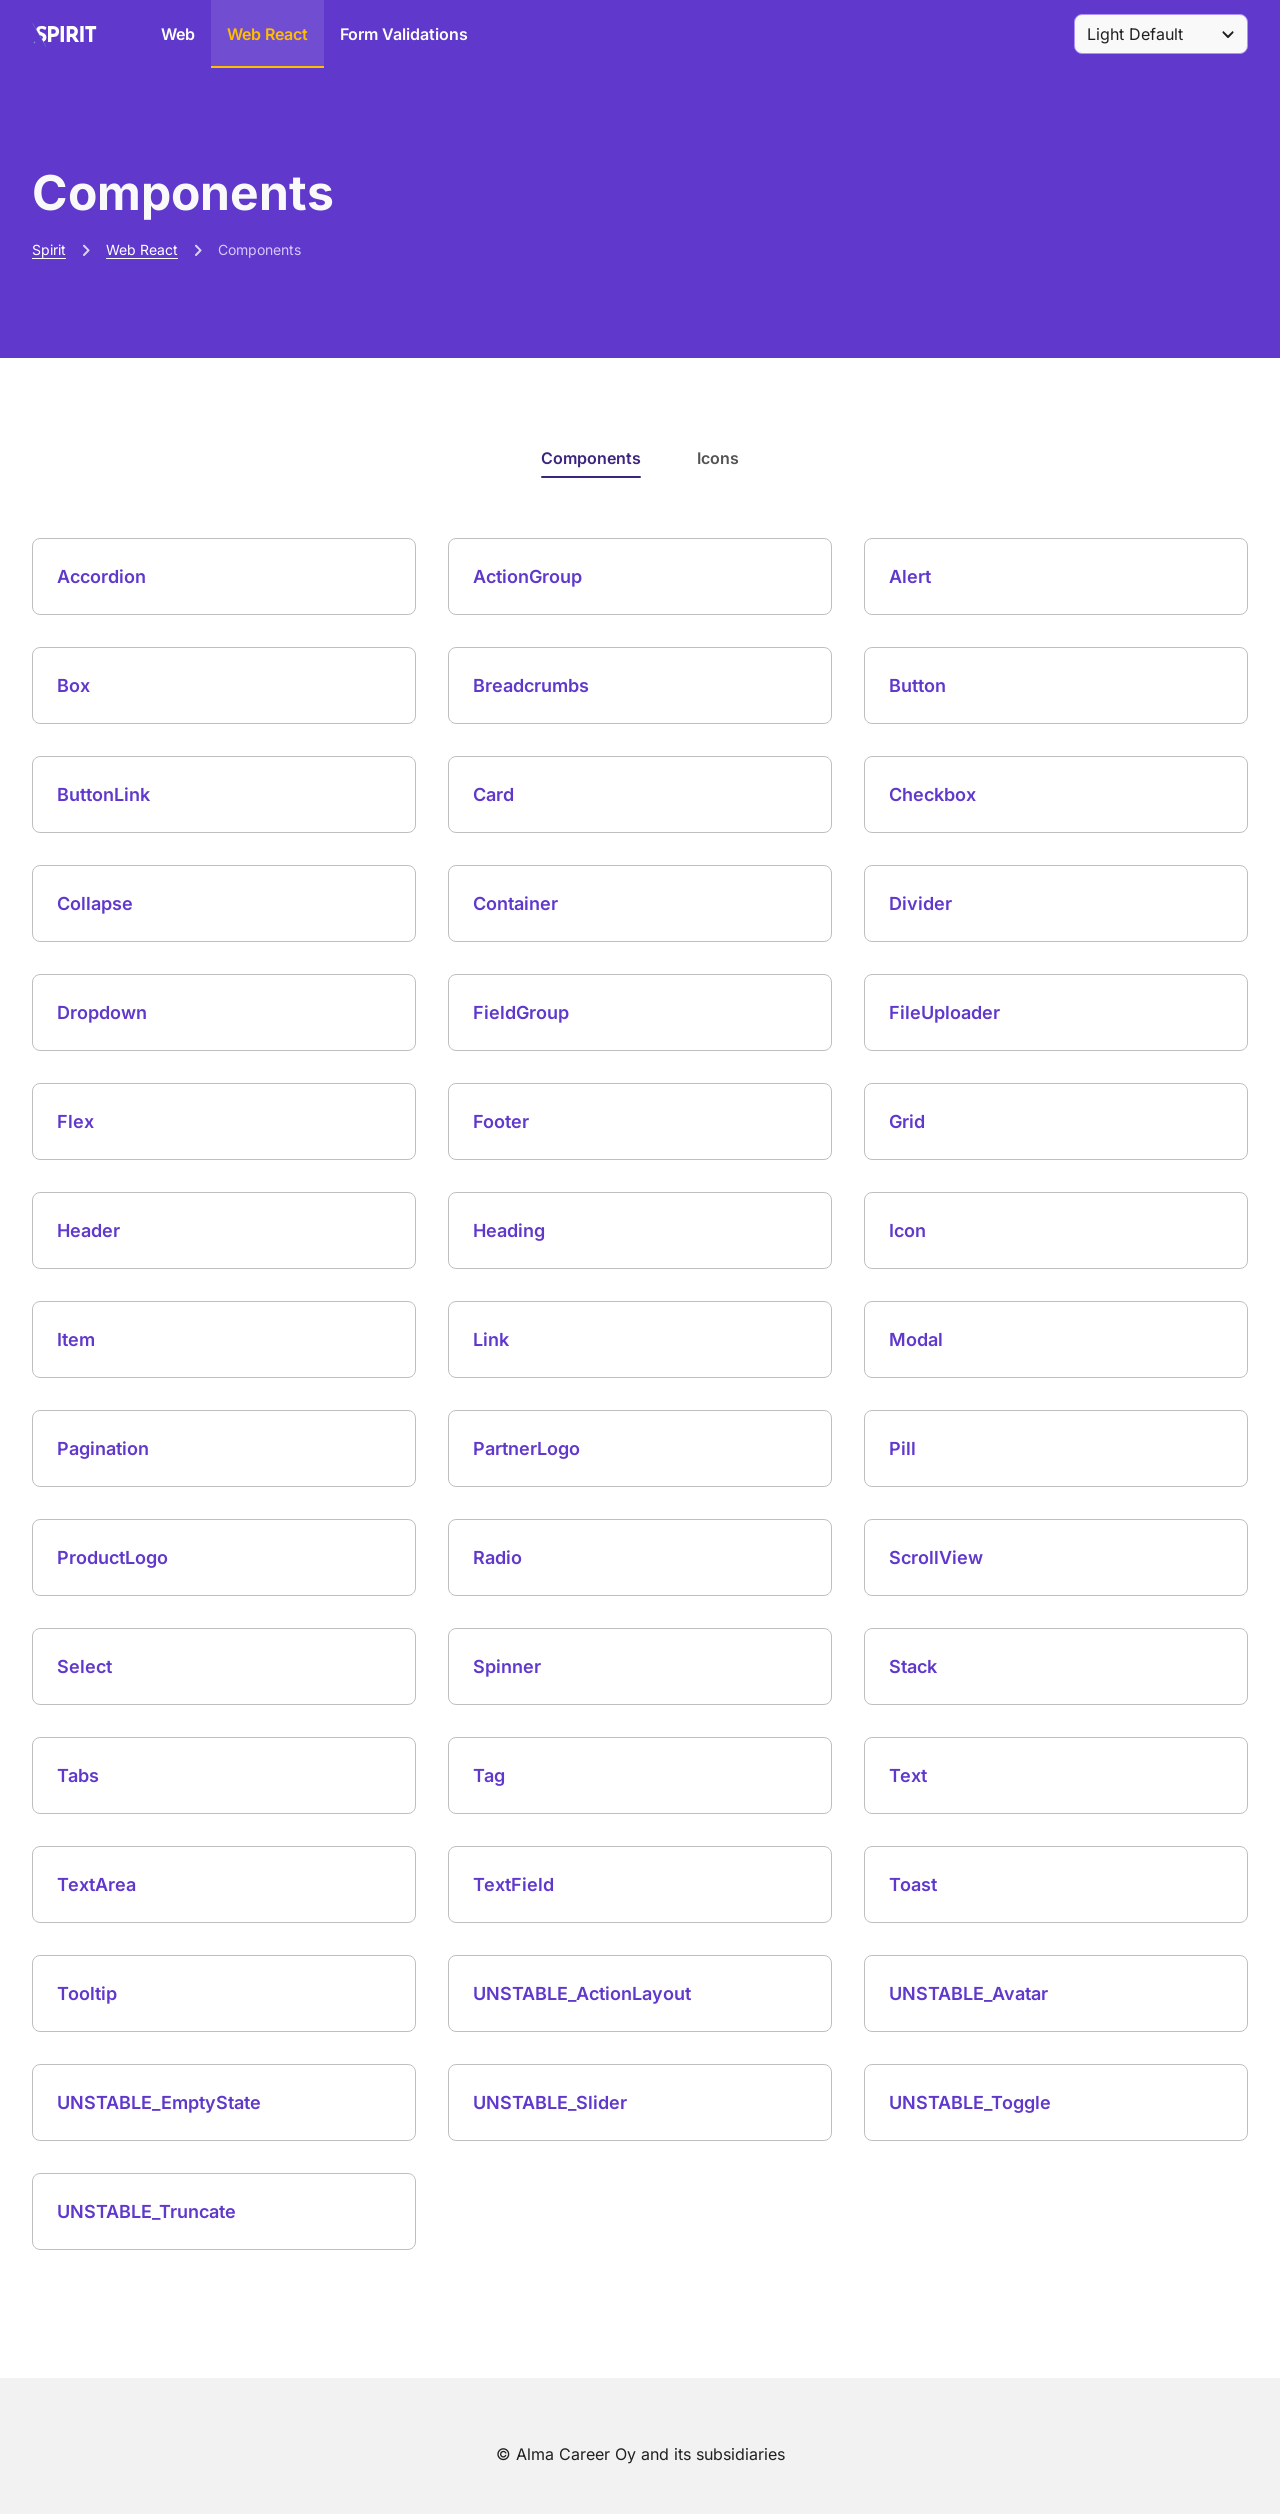 SPIRIT
Web
Web React
Form Validations
Light Default
Components
Spirit
Web React
Components
Components
Icons
Accordion
ActionGroup
Alert
Box
Breadcrumbs
Button
ButtonLink
Card
Checkbox
Collapse
Container
Divider
Dropdown
FieldGroup
FileUploader
Flex
Footer
Grid
Header
Heading
Icon
Item
Link
Modal
Pagination
PartnerLogo
Pill
ProductLogo
Radio
ScrollView
Select
Spinner
Stack
Tabs
Tag
Text
TextArea
TextField
Toast
Tooltip
UNSTABLE_ActionLayout
UNSTABLE_Avatar
UNSTABLE_EmptyState
UNSTABLE_Slider
UNSTABLE_Toggle
UNSTABLE_Truncate
© Alma Career Oy and its subsidiaries